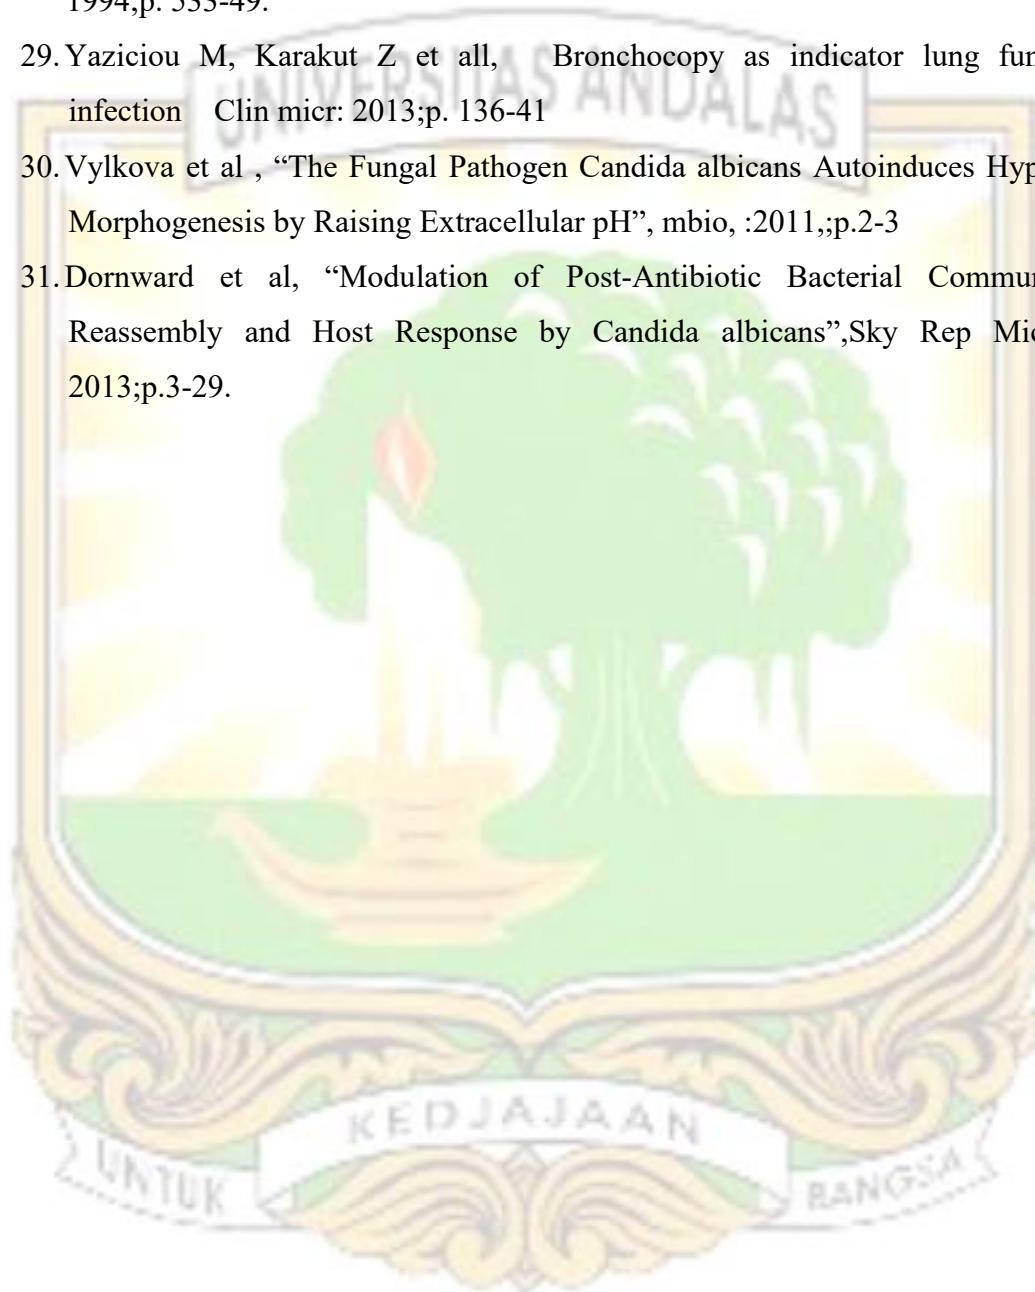 1994,p. 533-49.
29. Yaziciou M, Karakut Z et all, Bronchocopy as indicator lung fun
infection Clin micr: 2013;p. 136-41
30. Vylkova et al , “The Fungal Pathogen Candida albicans Autoinduces Hyp
Morphogenesis by Raising Extracellular pH”, mbio, :2011,;p.2-3
31. Dornward et al, “Modulation of Post-Antibiotic Bacterial Commu
Reassembly and Host Response by Candida albicans”,Sky Rep Mic
2013;p.3-29.
UNIVERSITAS ANDALAS
KEDJAJAAN
UNTUK
BANGSA